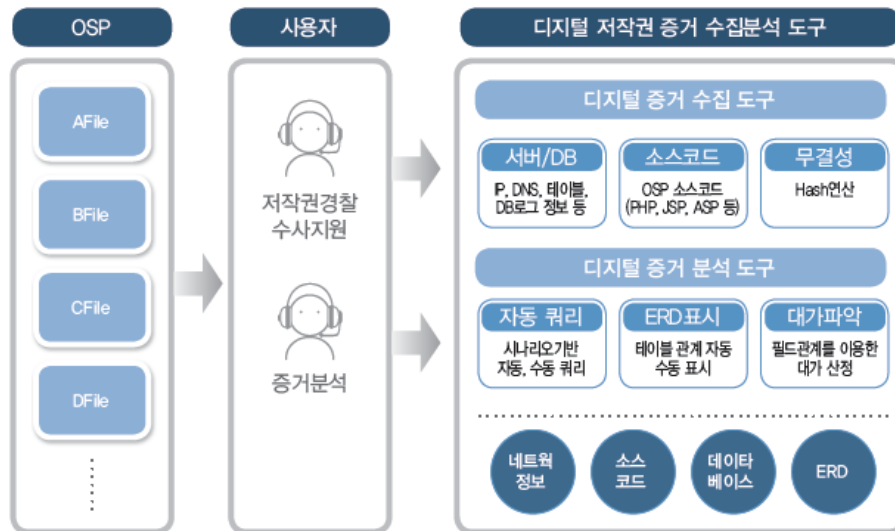 OSP
AFile
BFile
CFile
DFile
사용자
저작권경찰
수사지원
증거분석
디지털 저작권 증거 수집분석 도구
디지털 증거 수집 도구
서버/DB
IP, DNS, 테이블,
DB로그 정보 등
소스코드
OSP 소스코드
(PHP, JSP, ASP 등)
무결성
Hash연산
디지털 증거 분석 도구
자동 쿼리
시나리오기반
자동, 수동 쿼리
ERD표시
테이블 관계 자동
수동 표시
대가파악
필드관계를 이용한
대가 산정
네트웍
정보
소스
코드
데이타
베이스
ERD